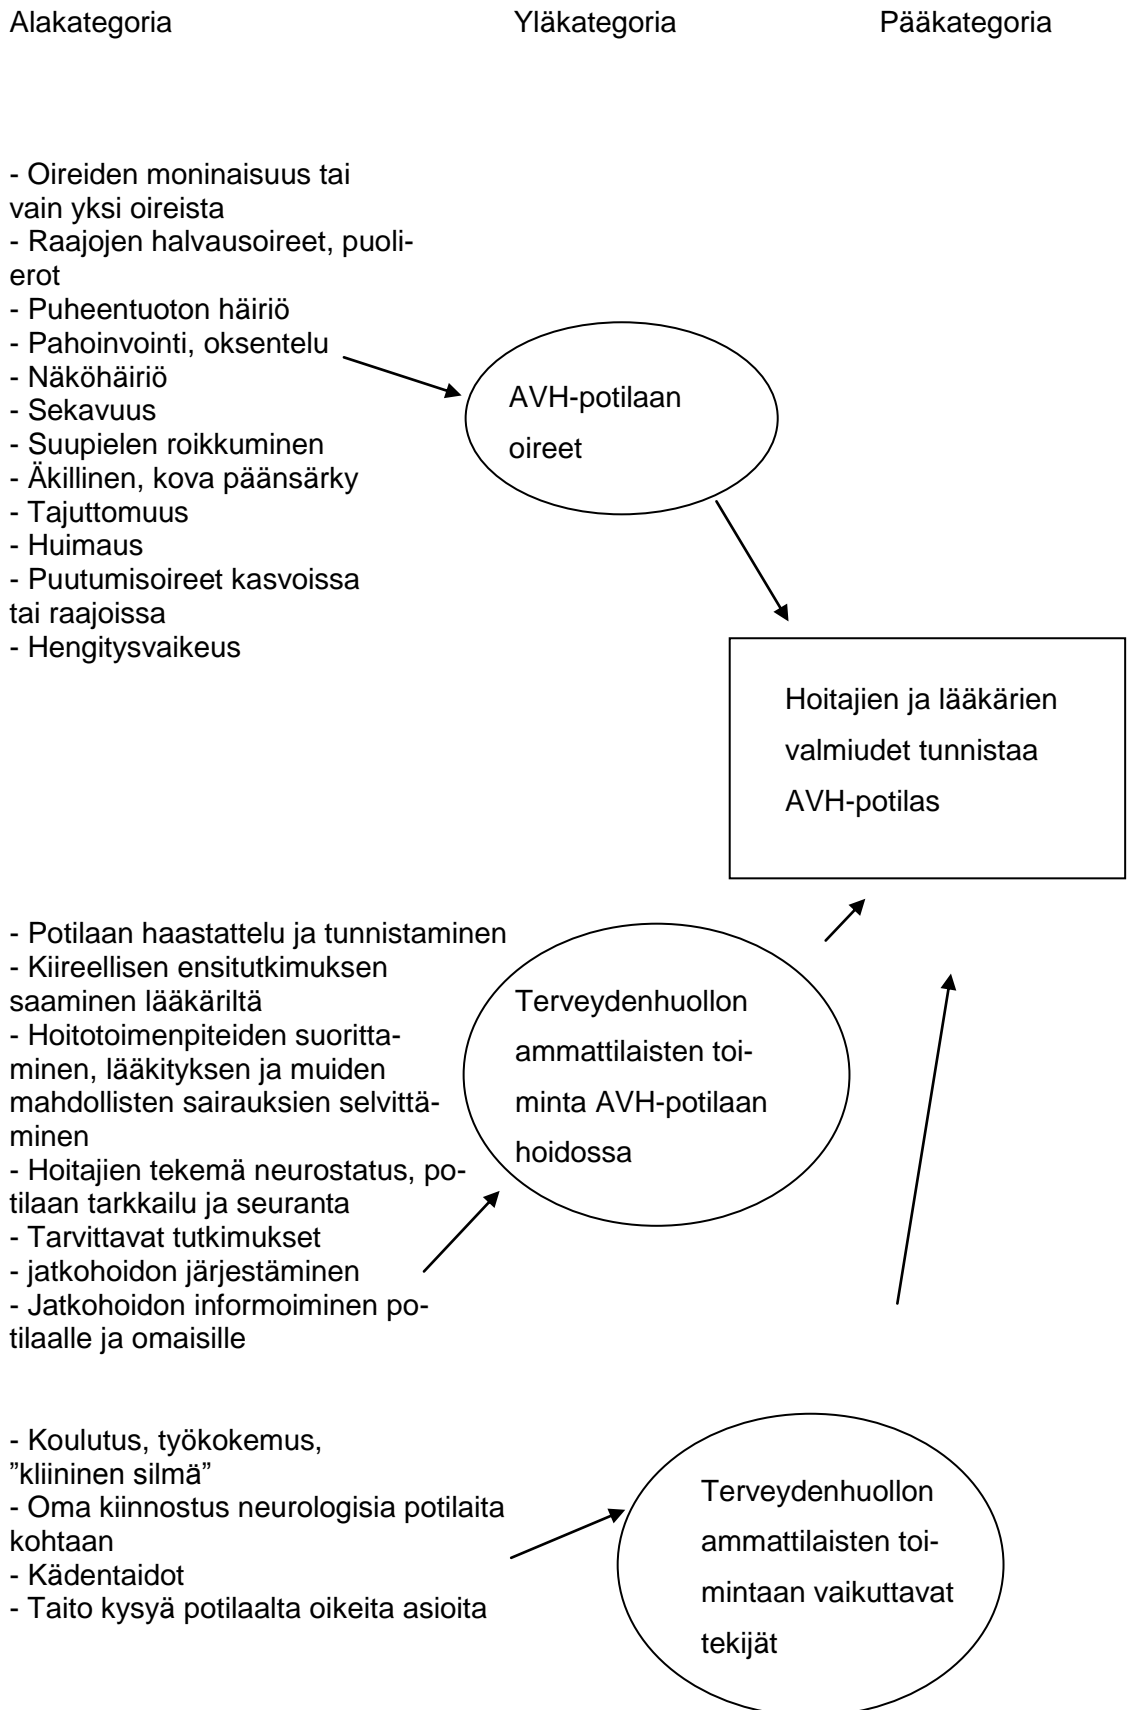 Alakategoria Yläkategoria Pääkategoria
- Oireiden moninaisuus tai
vain yksi oireista
- Raajojen halvausoireet, puoli-
erot
- Puheentuoton häiriö
- Pahoinvointi, oksentelu
- Näköhäiriö
- Sekavuus
- Suupielen roikkuminen
- Äkillinen, kova päänsärky
- Tajuttomuus
- Huimaus
- Puutumisoireet kasvoissa
tai raajoissa
- Hengitysvaikeus
AVH-potilaan
oireet
Hoitajien ja lääkärien
valmiudet tunnistaa
AVH-potilas
- Potilaan haastattelu ja tunnistaminen
- Kiireellisen ensitutkimuksen
saaminen lääkäriltä
- Hoitotoimenpiteiden suoritta-
minen, lääkityksen ja muiden
mahdollisten sairauksien selvittä-
minen
- Hoitajien tekemä neurostatus, po-
tilaan tarkkailu ja seuranta
- Tarvittavat tutkimukset
- jatkohoidon järjestäminen
- Jatkohoidon informoiminen po-
tilaalle ja omaisille
Terveydenhuollon
ammattilaisten toi-
minta AVH-potilaan
hoidossa
- Koulutus, työkokemus,
”kliininen silmä”
- Oma kiinnostus neurologisia potilaita
kohtaan
- Kädentaidot
- Taito kysyä potilaalta oikeita asioita
Terveydenhuollon
ammattilaisten toi-
mintaan vaikuttavat
tekijät